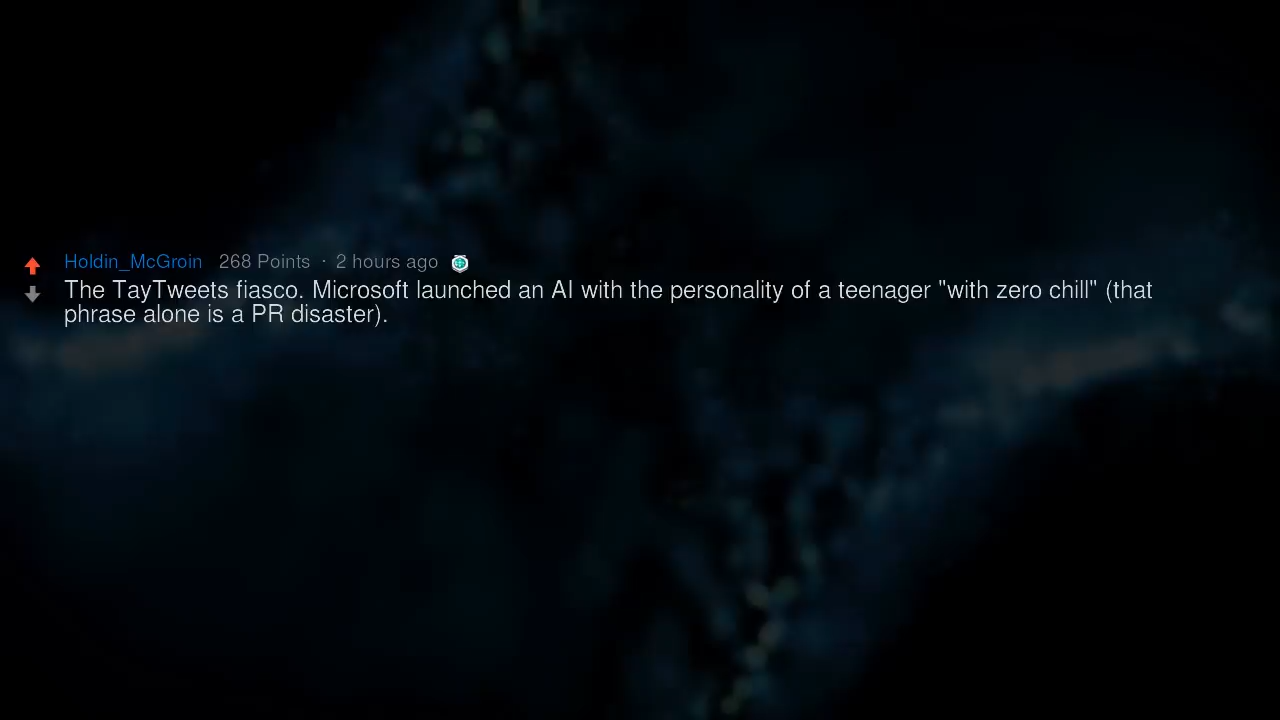 Holdin_McGroin 268 Points · 2 hours ago
The TayTweets fiasco. Microsoft launched an AI with the personality of a teenager "with zero chill" (that
phrase alone is a PR disaster).